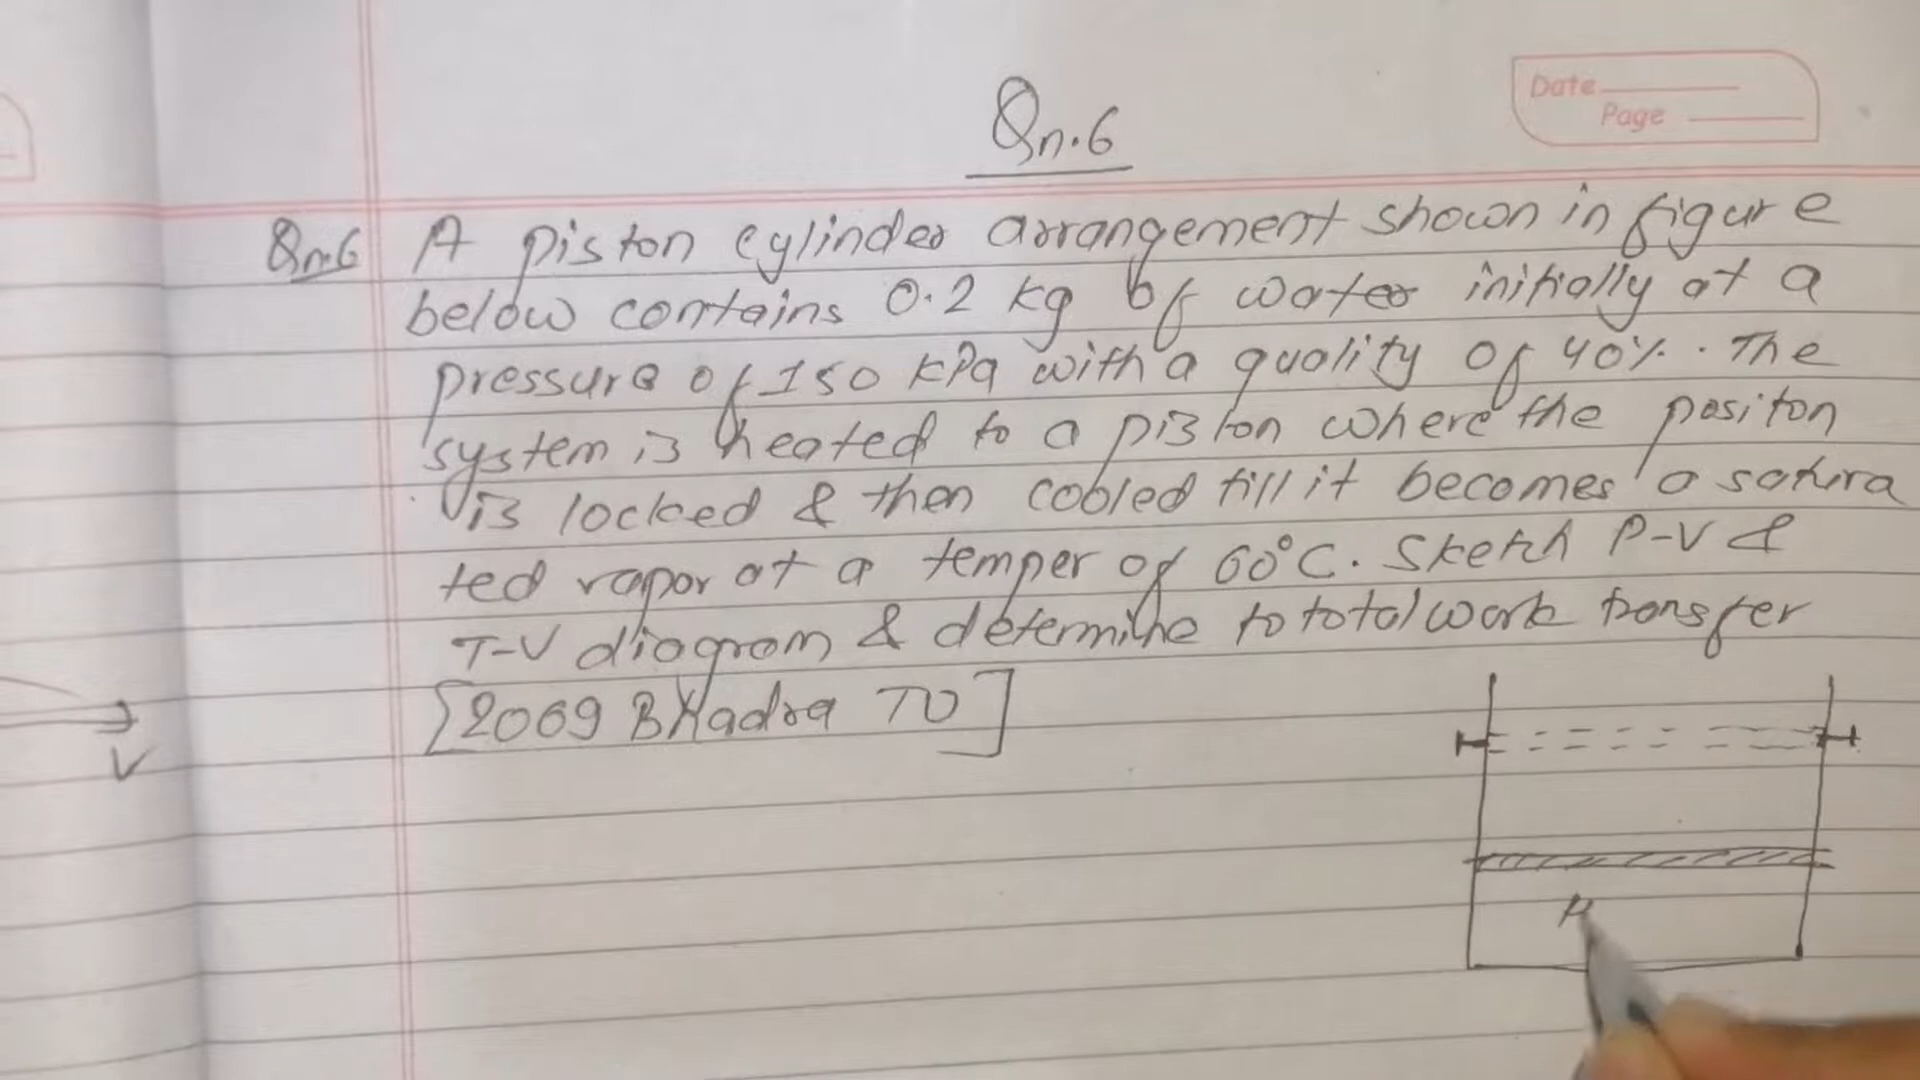 Date
Page
Qn.6
Qn.6 A piston cylinder arrangement shown in figure
below contains 0.2 kg of water initially at a
pressure of 150 kPa with a quality of 40%. The
system is heated to a piston where the positon
is locked & then cooled till it becomes a satura
ted vapor at a temper of 60°C. Sketch P-V &
T-V diagram & determine to total work transfer
[2069 Bhadra TU]
V